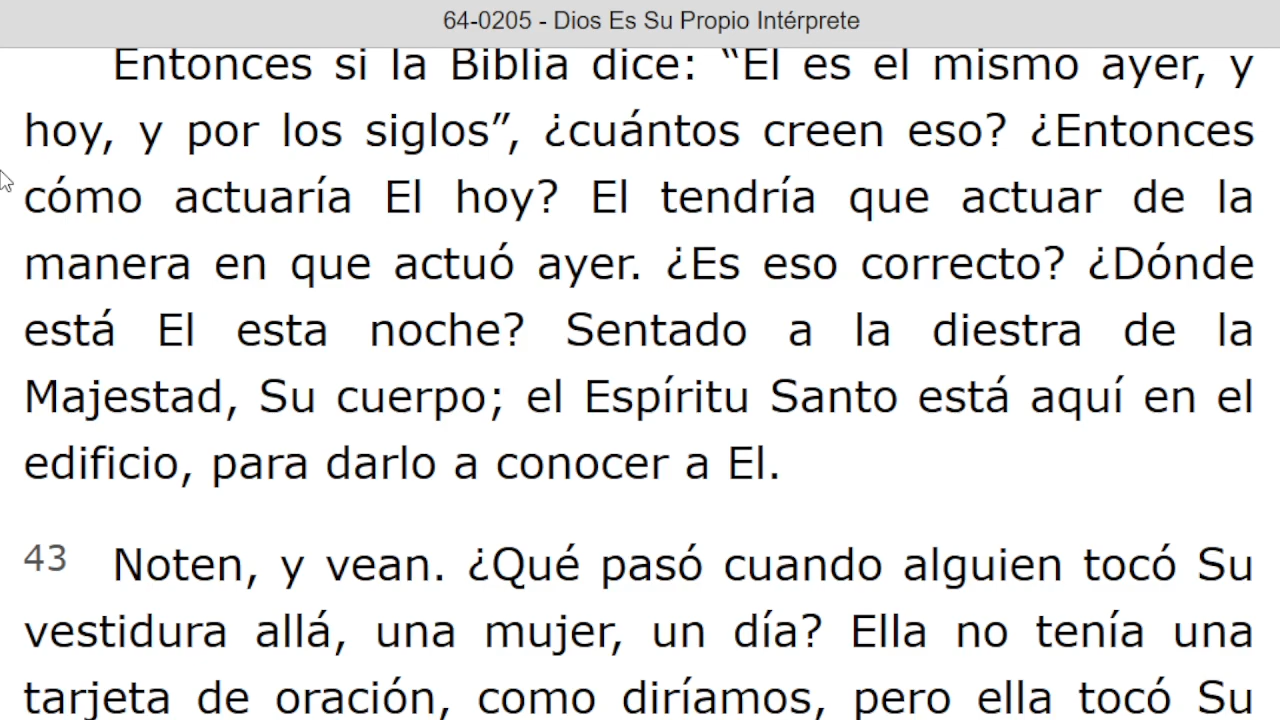 64-0205 - Dios Es Su Propio Intérprete
Entonces si la Biblia dice: “El es el mismo ayer, y
hoy, y por los siglos”, ¿cuántos creen eso? ¿Entonces
cómo actuaría El hoy? El tendría que actuar de la
manera en que actuó ayer. ¿Es eso correcto? ¿Dónde
está El esta noche? Sentado a la diestra de la
Majestad, Su cuerpo; el Espíritu Santo está aquí en el
edificio, para darlo a conocer a El.
43 Noten, y vean. ¿Qué pasó cuando alguien tocó Su
vestidura allá, una mujer, un día? Ella no tenía una
tarjeta de oración, como diríamos, pero ella tocó Su